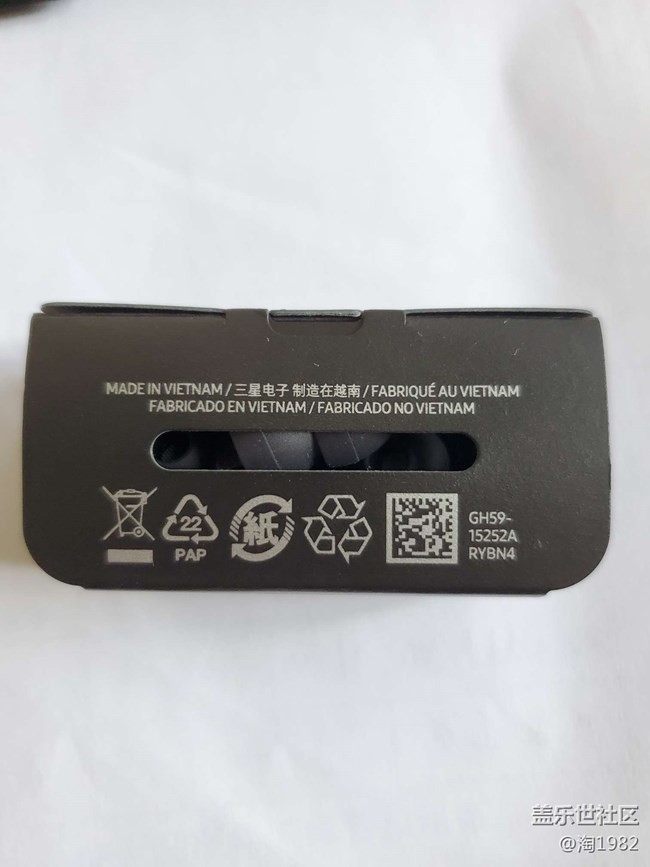 MADE IN VIETNAM / 三星电子 制造在越南 / FABRIQUÉ AU VIETNAM
FABRICADO EN VIETNAM / FABRICADO NO VIETNAM
22
PAP
紙
GH59-
15252A
RYBN4
盖乐世社区
@淘1982